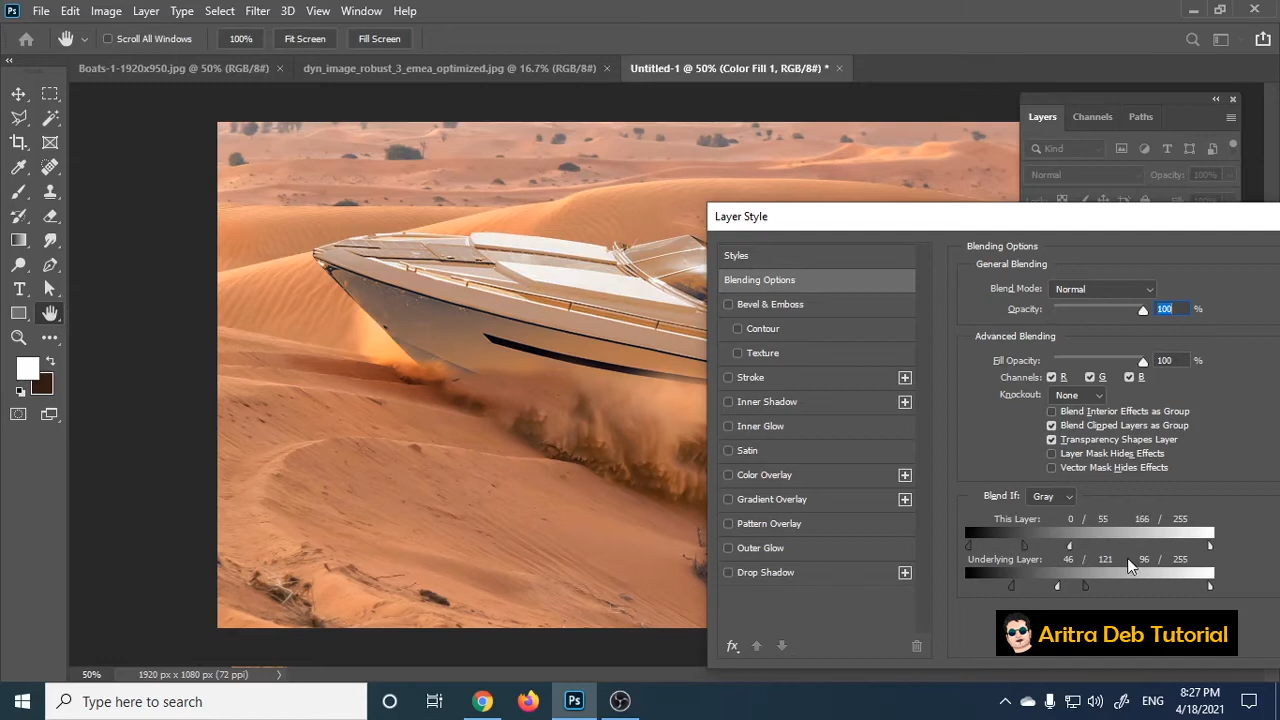 Ps File Edit Image Layer Type Select Filter 3D View Window Help
Scroll All Windows 100% Fit Screen Fill Screen
Boats-1-1920x950.jpg @ 50% (RGB/8#) × dyn_image_robust_3_emea_optimized.jpg @ 16.7% (RGB/8#) × Untitled-1 @ 50% (Color Fill 1, RGB/8#) * ×
Layers Channels Paths
Kind
Normal Opacity: 100%
Layer Style
Styles
Blending Options
Bevel & Emboss
Contour
Texture
Stroke
Inner Shadow
Inner Glow
Satin
Color Overlay
Gradient Overlay
Pattern Overlay
Outer Glow
Drop Shadow
fx
Blending Options
General Blending
Blend Mode: Normal
Opacity: 100 %
Advanced Blending
Fill Opacity: 100 %
Channels: R G B
Knockout: None
Blend Interior Effects as Group
Blend Clipped Layers as Group
Transparency Shapes Layer
Layer Mask Hides Effects
Vector Mask Hides Effects
Blend If: Gray
This Layer: 0 / 55 166 / 255
Underlying Layer: 46 / 121 96 / 255
Aritra Deb Tutorial
50% 1920 px x 1080 px (72 ppi)
Type here to search
Ps
ENG
8:27 PM
4/18/2021